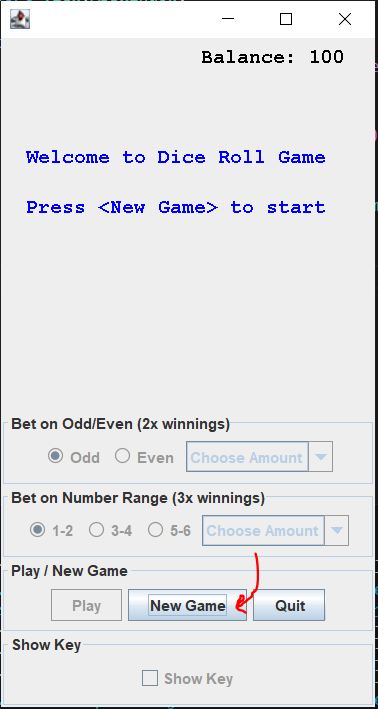 Balance: 100
Welcome to Dice Roll Game
Press <New Game> to start
Bet on Odd/Even (2x winnings)
Odd Even Choose Amount
Bet on Number Range (3x winnings)
1-2 3-4 5-6 Choose Amount
Play / New Game
Play New Game Quit
Show Key
Show Key